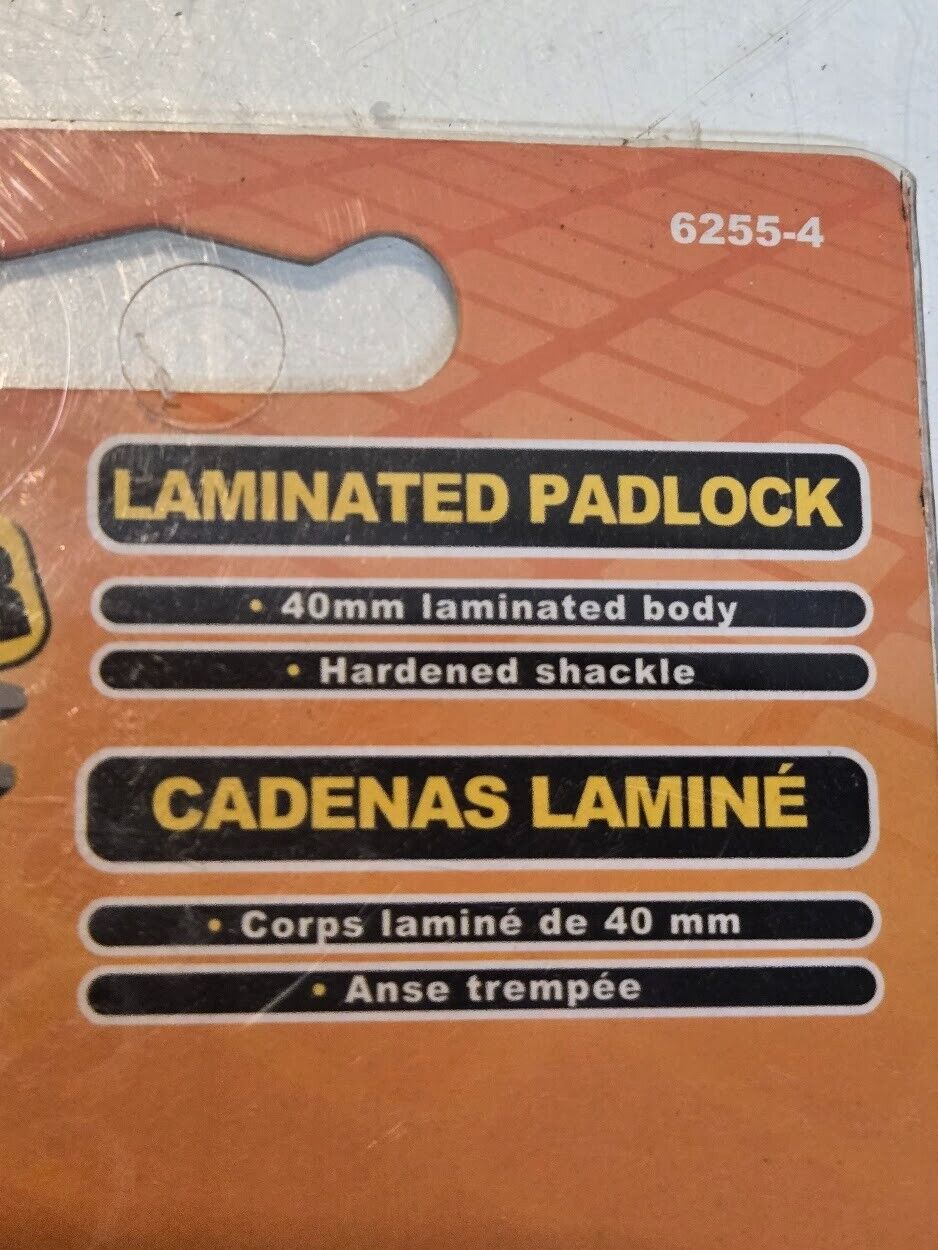 6255-4
LAMINATED PADLOCK
• 40mm laminated body
• Hardened shackle
CADENAS LAMINÉ
• Corps laminé de 40 mm
• Anse trempée